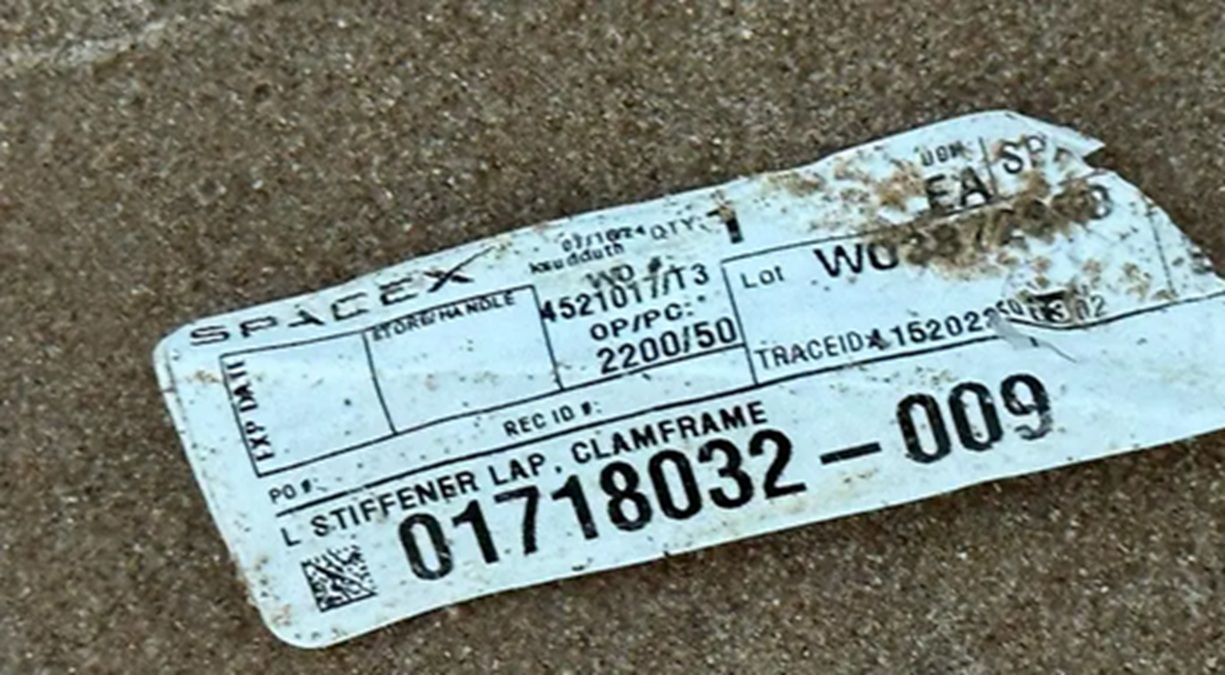 SPACEX
QTY: 1
UOM
EA
SP
EXP DATE
STORE/HANDLE
WO #:
4521017/T3
OP/PC:
2200/50
Lot
TRACEID#
REC ID #:
PO #:
L STIFFENER LAP, CLAMFRAME
01718032-009